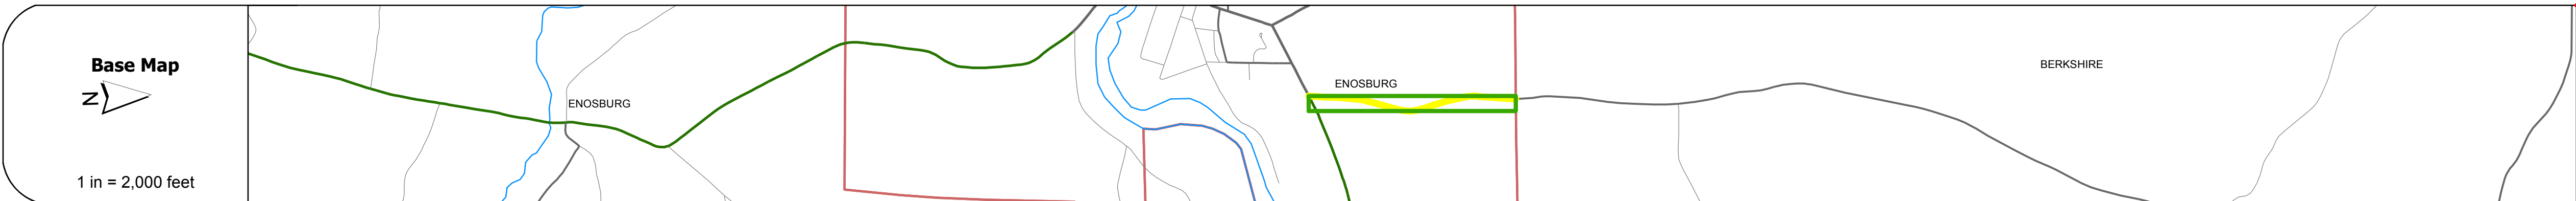 Base Map
N
1 in = 2,000 feet
ENOSBURG
ENOSBURG
BERKSHIRE